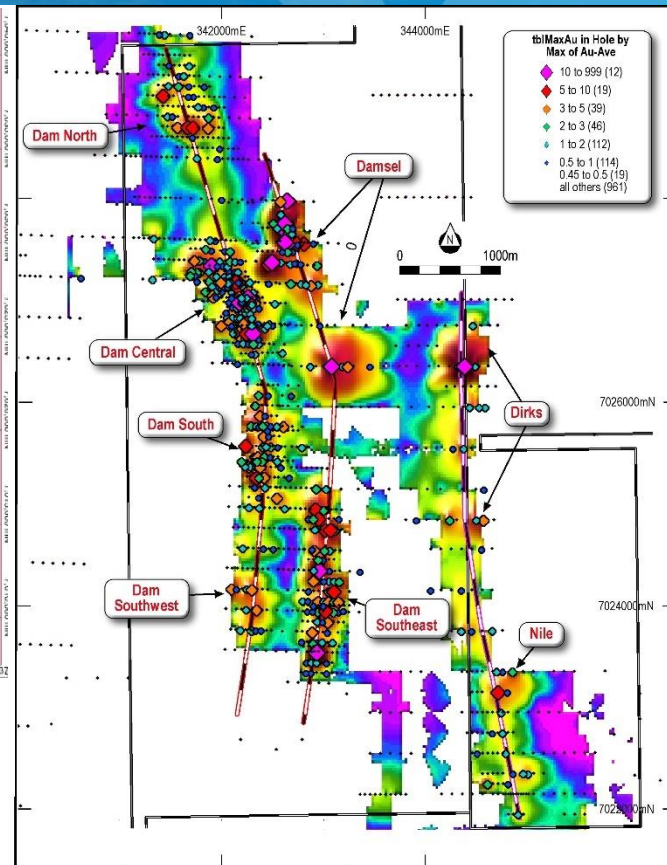 342000mE
344000mE
tblMaxAu in Hole by
Max of Au-Ave
10 to 999 (12)
5 to 10 (19)
3 to 5 (39)
2 to 3 (46)
1 to 2 (112)
0.5 to 1 (114)
0.45 to 0.5 (19)
all others (961)
Dam North
Damsel
N
0
1000m
Dam Central
7026000mN
Dirks
Dam South
Dam
Southwest
Dam
Southeast
7024000mN
Nile
7022000mN